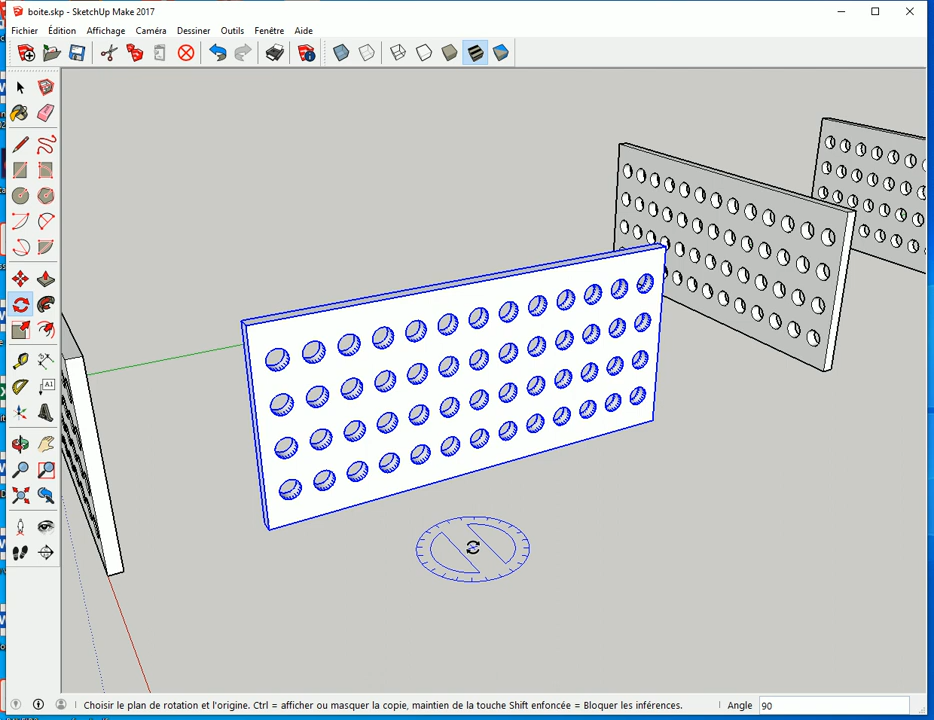 boite.skp - SketchUp Make 2017
Fichier Édition Affichage Caméra Dessiner Outils Fenêtre Aide
A1
Choisir le plan de rotation et l'origine. Ctrl = afficher ou masquer la copie, maintien de la touche Shift enfoncée = Bloquer les inférences. Angle 90